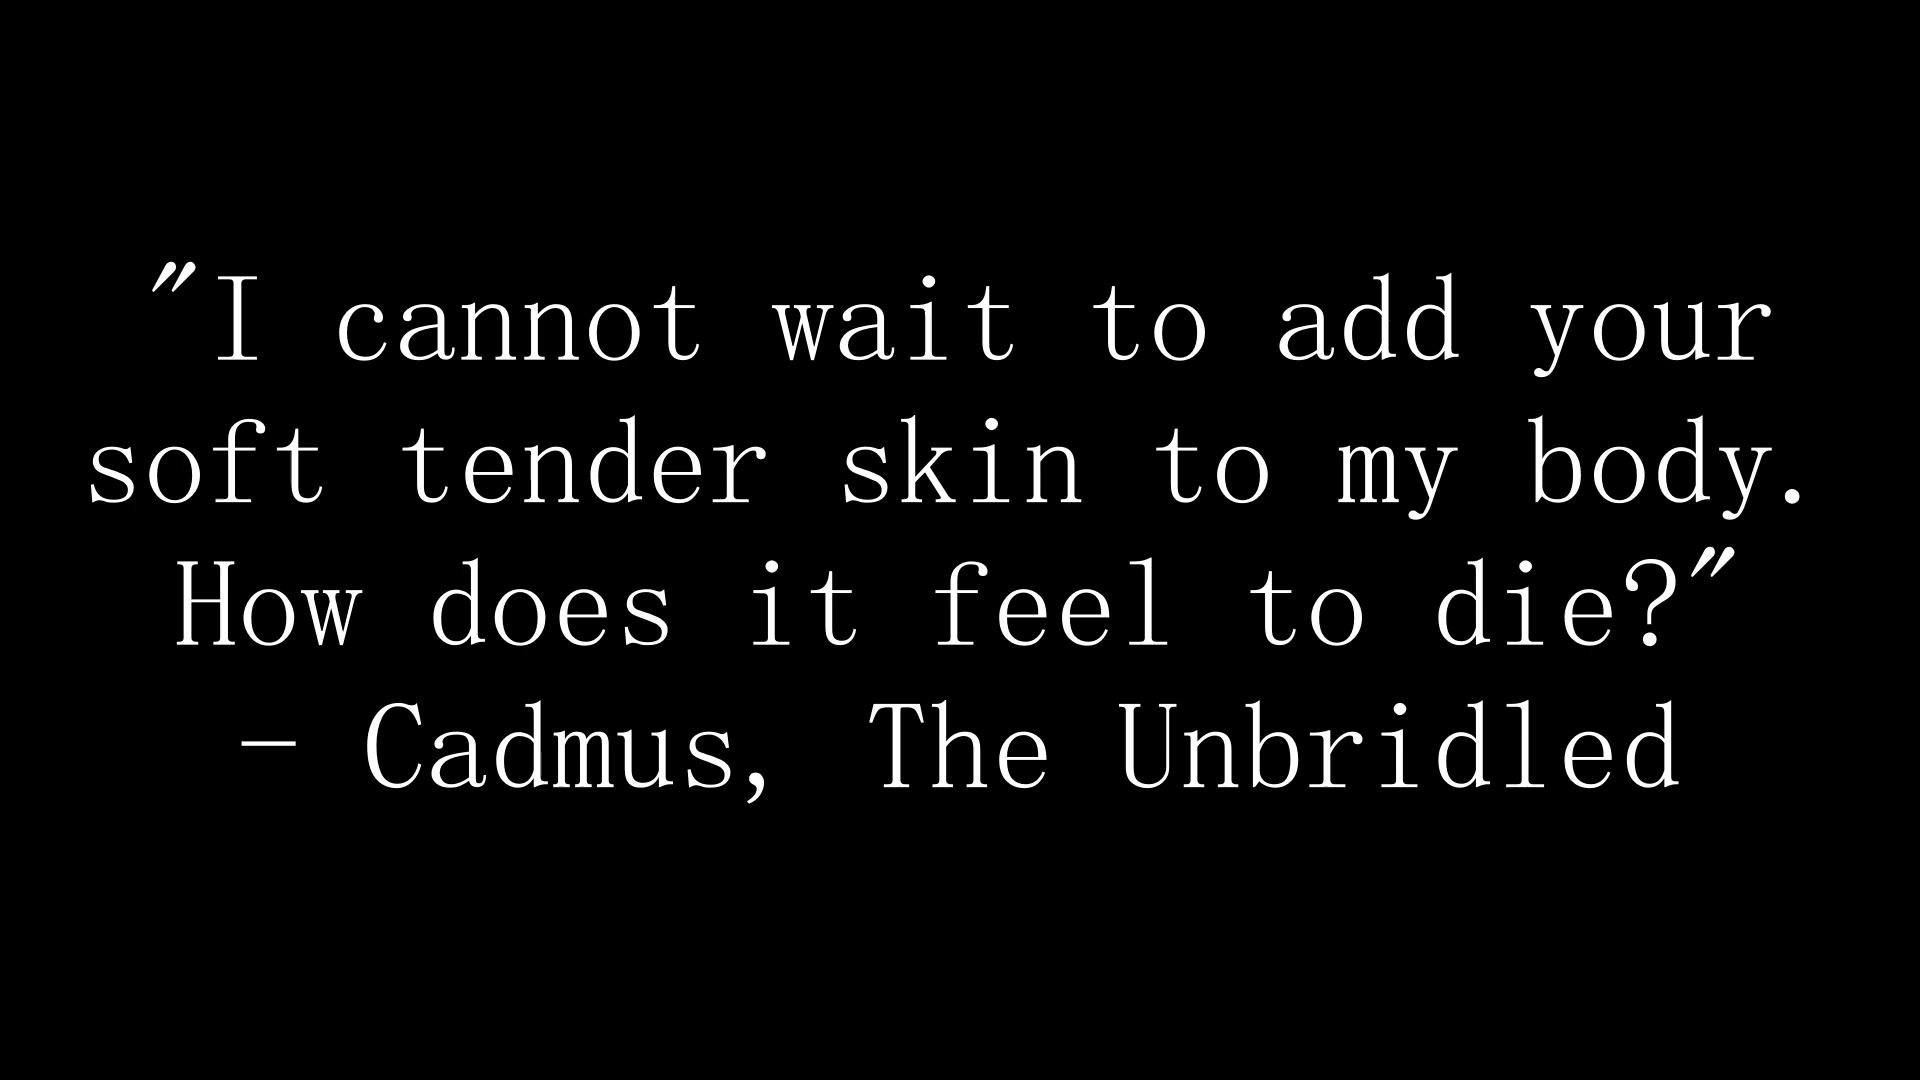 "I cannot wait to add your
soft tender skin to my body.
How does it feel to die?"
- Cadmus, The Unbridled